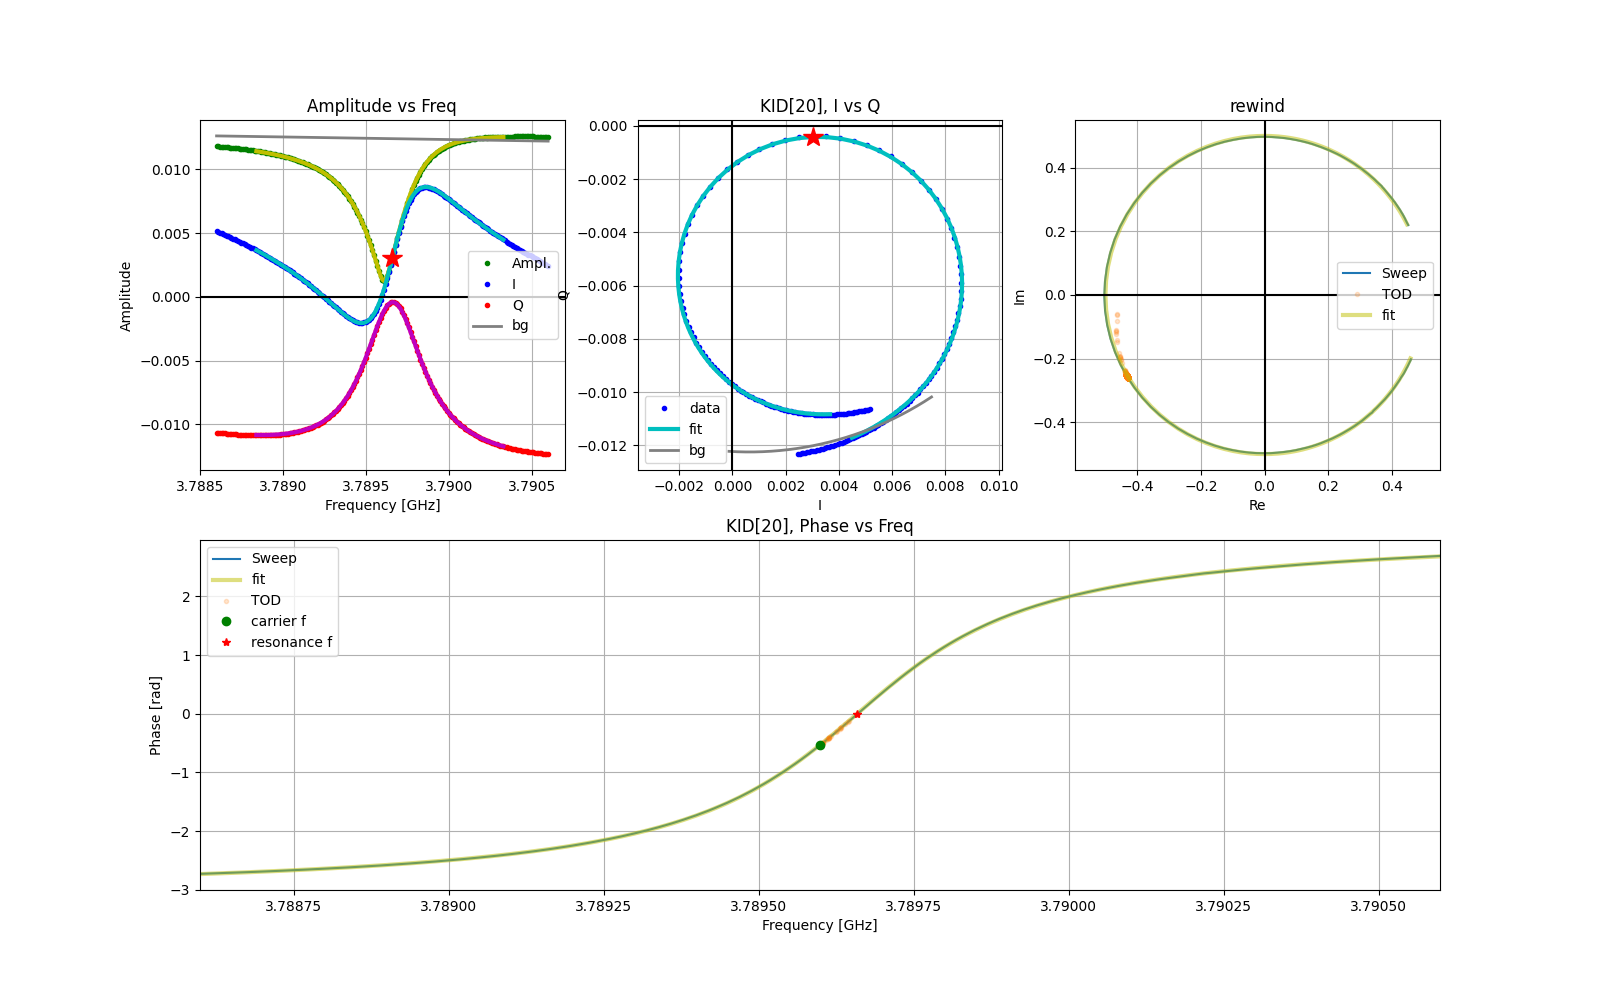 Amplitude vs Freq
0.010
0.005
0.000
−0.005
−0.010
Amplitude
3.7885 3.7890 3.7895 3.7900 3.7905
Frequency [GHz]
Ampl.
I
Q
bg
KID[20], I vs Q
0.000
−0.002
−0.004
−0.006
−0.008
−0.010
−0.012
Q
−0.002 0.000 0.002 0.004 0.006 0.008 0.010
I
data
fit
bg
rewind
0.4
0.2
0.0
−0.2
−0.4
Im
−0.4 −0.2 0.0 0.2 0.4
Re
Sweep
TOD
fit
KID[20], Phase vs Freq
2
1
0
−1
−2
−3
Phase [rad]
3.78875 3.78900 3.78925 3.78950 3.78975 3.79000 3.79025 3.79050
Frequency [GHz]
Sweep
fit
TOD
carrier f
resonance f